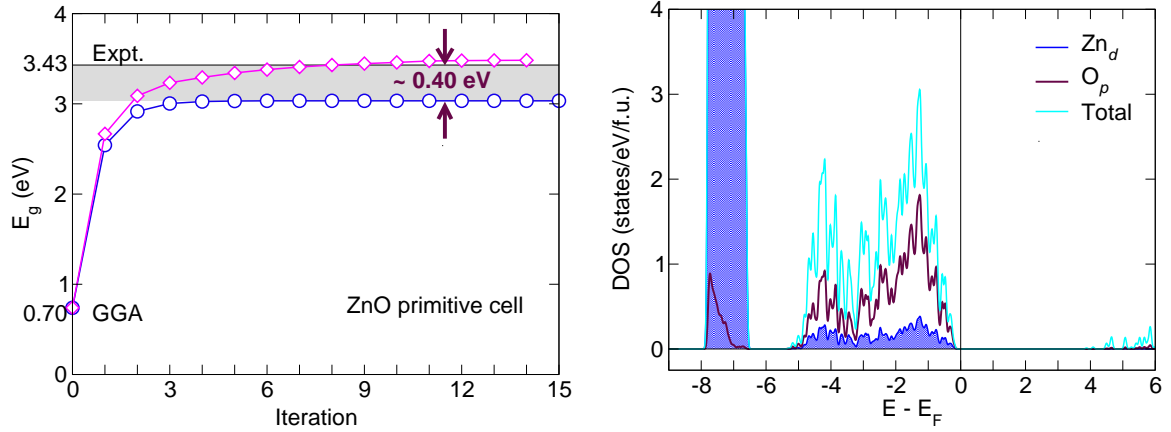 4
3.43
3
2
1
0.70
0
E_g (eV)
Expt.
~ 0.40 eV
GGA
ZnO primitive cell
0 3 6 9 12 15
Iteration
4
3
2
1
0
DOS (states/eV/f.u.)
Zn_d
O_p
Total
-8 -6 -4 -2 0 2 4 6
E - E_F